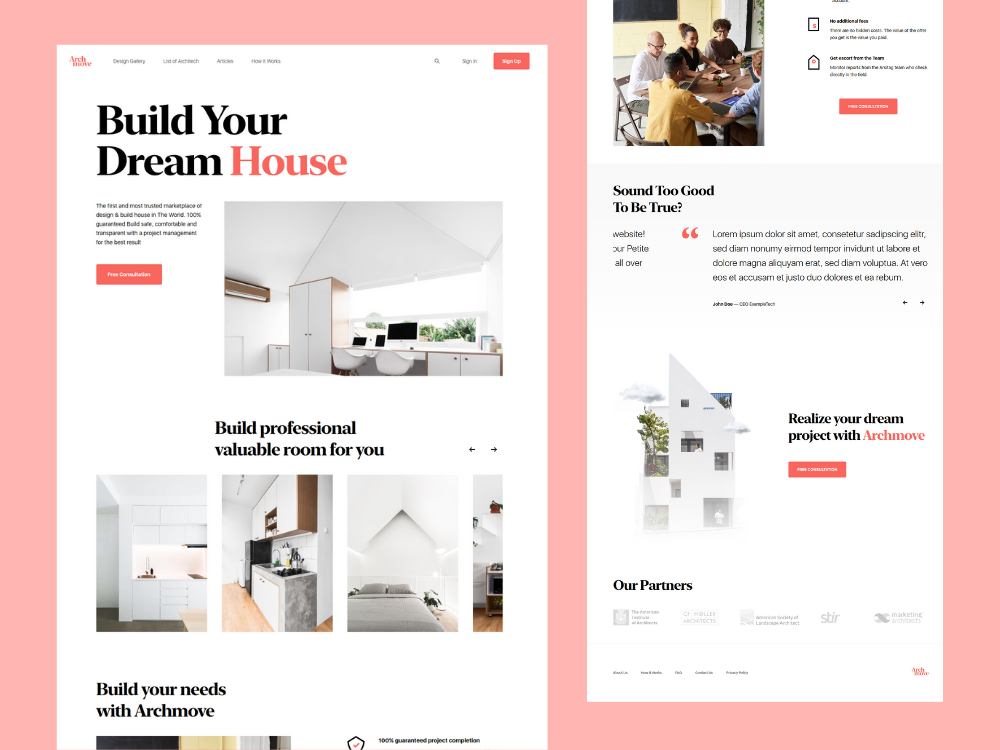 Arch
move
Design Gallery
List of Architect
Articles
How it Works
Sign In
Sign Up
Build Your
Dream House
The first and most trusted marketplace of
design & build house in The World. 100%
guaranteed Build safe, comfortable and
transparent with a project management
for the best result
Free Consultation
Build professional
valuable room for you
Build your needs
with Archmove
100% guaranteed project completion
No additional fees
There are no hidden costs. The value of the offer
you get is the value you paid.
Get escort from the Team
Monitor reports from the Arsitag team who check
directly in the field.
FREE CONSULTATION
Sound Too Good
To Be True?
website!
our Petite
all over
“
Lorem ipsum dolor sit amet, consetetur sadipscing elitr,
sed diam nonumy eirmod tempor invidunt ut labore et
dolore magna aliquyam erat, sed diam voluptua. At vero
eos et accusam et justo duo dolores et ea rebum.
John Doe — CEO ExampleTech
Realize your dream
project with Archmove
FREE CONSULTATION
Our Partners
The American
Institute
of Architects
CF MØLLER
ARCHITECTS
American Society of
Landscape Architect
stir
marketing
architects
About Us
How it Works
FAQ
Contact Us
Privacy Policy
Arch
move